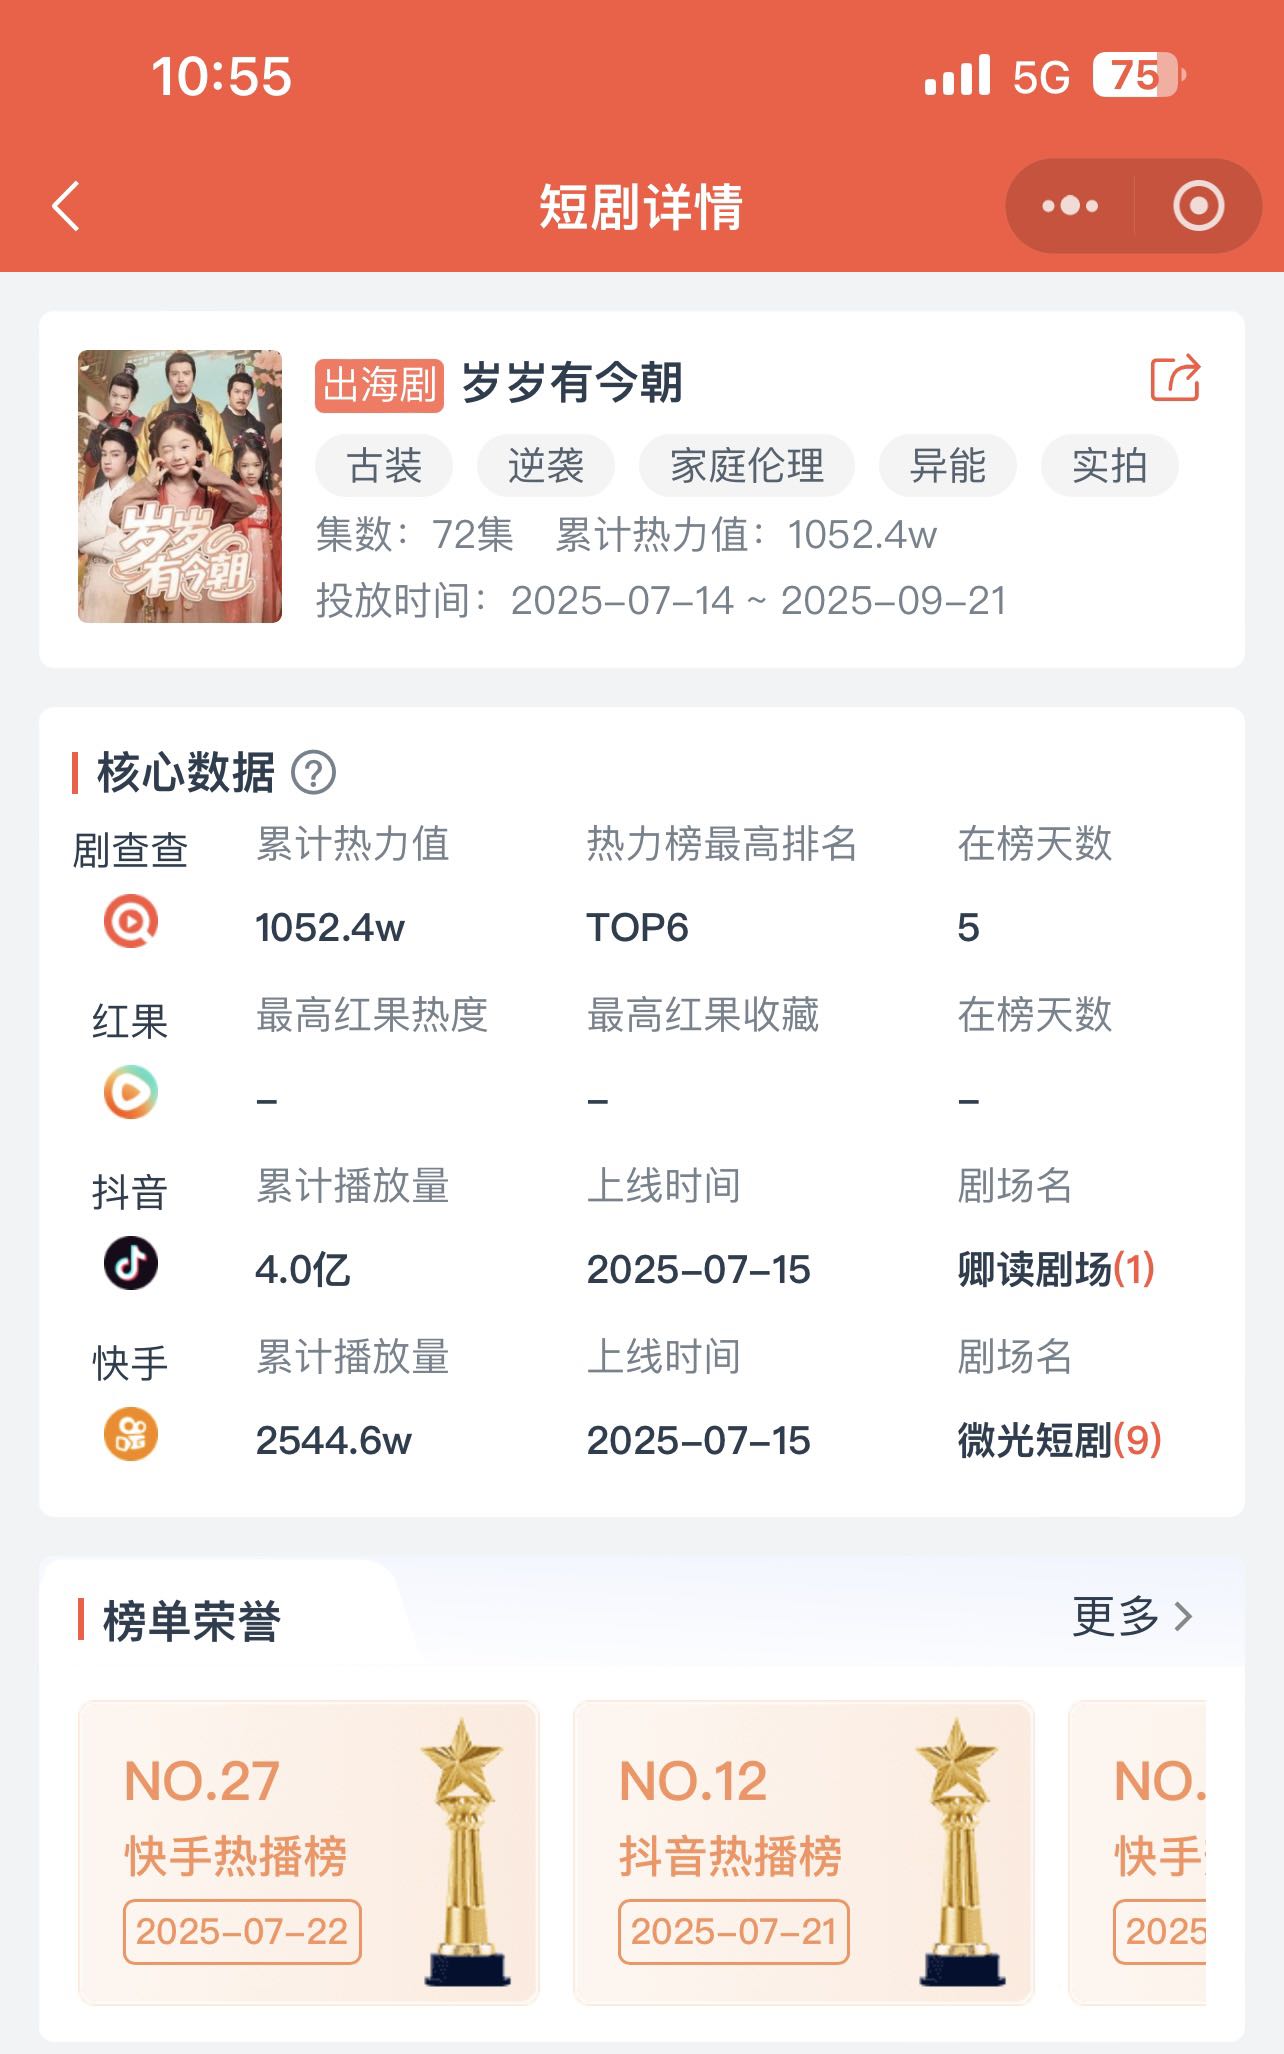 10:55
5G 75
短剧详情
出海剧 岁岁有今朝
古装 逆袭 家庭伦理 异能 实拍
集数：72集 累计热力值：1052.4w
投放时间：2025-07-14 ~ 2025-09-21
岁岁
有今朝
核心数据 ?
剧查查 累计热力值 热力榜最高排名 在榜天数
1052.4w TOP6 5
红果 最高红果热度 最高红果收藏 在榜天数
- - -
抖音 累计播放量 上线时间 剧场名
4.0亿 2025-07-15 卿读剧场(1)
快手 累计播放量 上线时间 剧场名
2544.6w 2025-07-15 微光短剧(9)
榜单荣誉 更多
NO.27
快手热播榜
2025-07-22
NO.12
抖音热播榜
2025-07-21
NO.
快手
2025